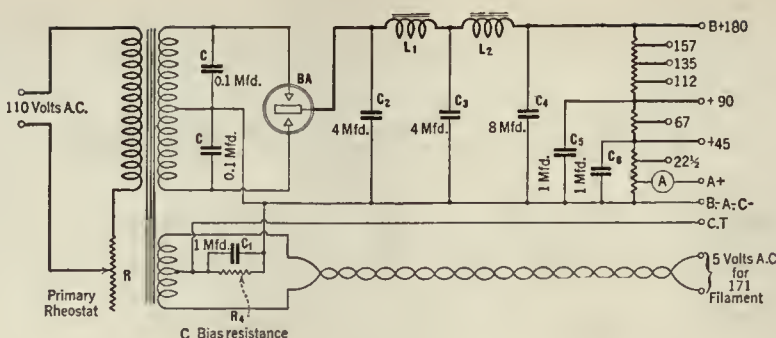 110 Volts A.C.
R
Primary
Rheostat
C
0.1 Mfd.
C
0.1 Mfd.
BA
C2
4 Mfd.
L1
C3
4 Mfd.
L2
C4
8 Mfd.
C5
1 Mfd.
C6
1 Mfd.
B+180
157
135
112
+ 90
67
+45
22½
A
A+
B-A-C-
C.T
1 Mfd.
C1
R4
C Bias resistance
5 Volts A.C
for
171
Filament